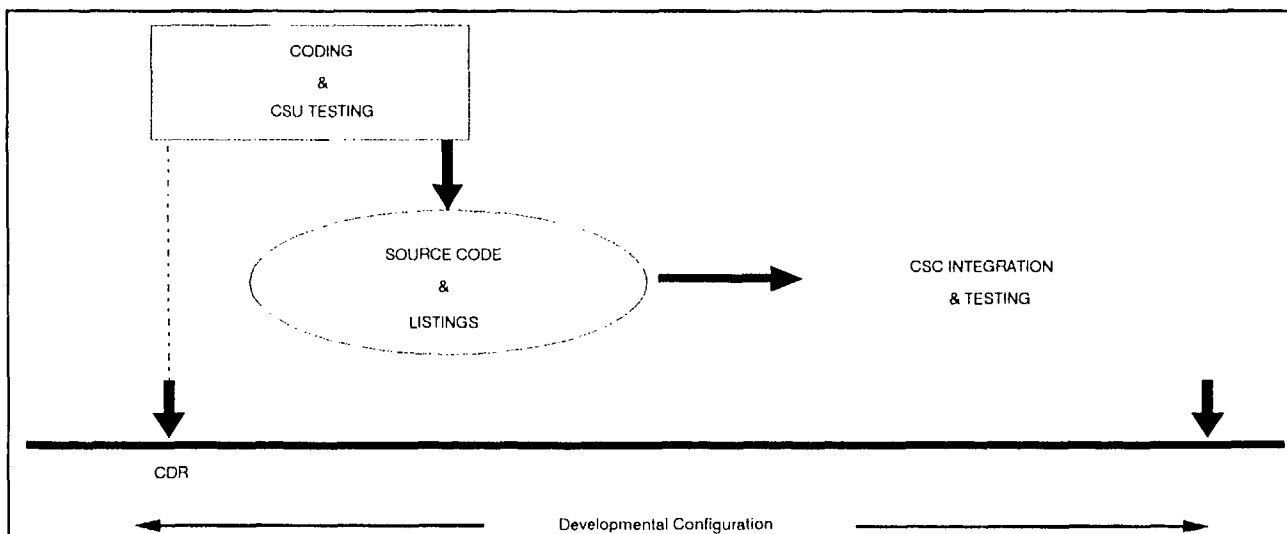 CODING
&
CSU TESTING
SOURCE CODE
&
LISTINGS
CSC INTEGRATION
& TESTING
CDR
Developmental Configuration